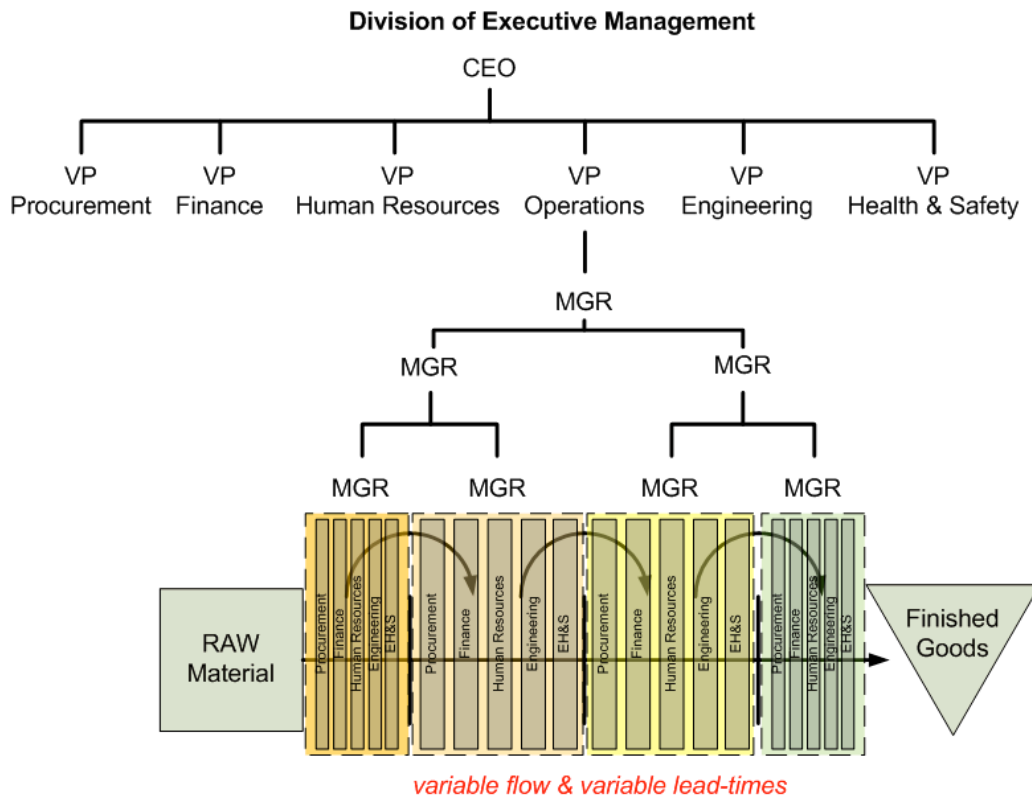 Division of Executive Management
CEO
VP
Procurement
VP
Finance
VP
Human Resources
VP
Operations
VP
Engineering
VP
Health & Safety
MGR
MGR
MGR
MGR
MGR
MGR
MGR
RAW
Material
Procurement
Finance
Human Resources
Engineering
EH&S
Procurement
Finance
Human Resources
Engineering
EH&S
Procurement
Finance
Human Resources
Engineering
EH&S
Procurement
Finance
Human Resources
Engineering
EH&S
Finished
Goods
variable flow & variable lead-times